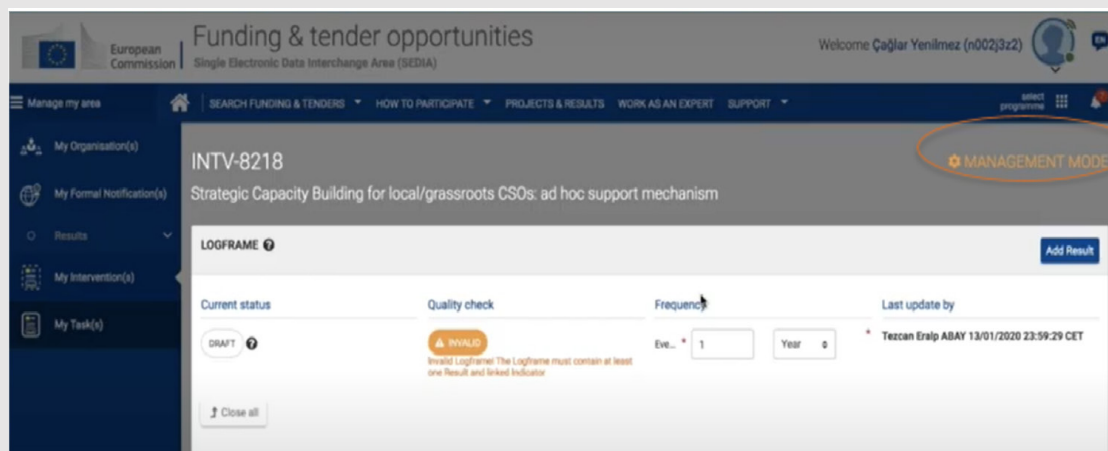 European
Commission
Funding & tender opportunities
Single Electronic Data Interchange Area (SEDIA)
Welcome Çağlar Yenilmez (n002j3z2)
EN
Manage my area
SEARCH FUNDING & TENDERS HOW TO PARTICIPATE PROJECTS & RESULTS WORK AS AN EXPERT SUPPORT
select
programme
My Organisation(s)
My Formal Notification(s)
Results
My Intervention(s)
My Task(s)
INTV-8218
MANAGEMENT MODE
Strategic Capacity Building for local/grassroots CSOs: ad hoc support mechanism
LOGFRAME
Add Result
Current status Quality check Frequency Last update by
DRAFT INVALID Eve... * 1 Year * Tezcan Eralp ABAY 13/01/2020 23:59:29 CET
Invalid Logframe! The Logframe must contain at least
one Result and linked Indicator
Close all